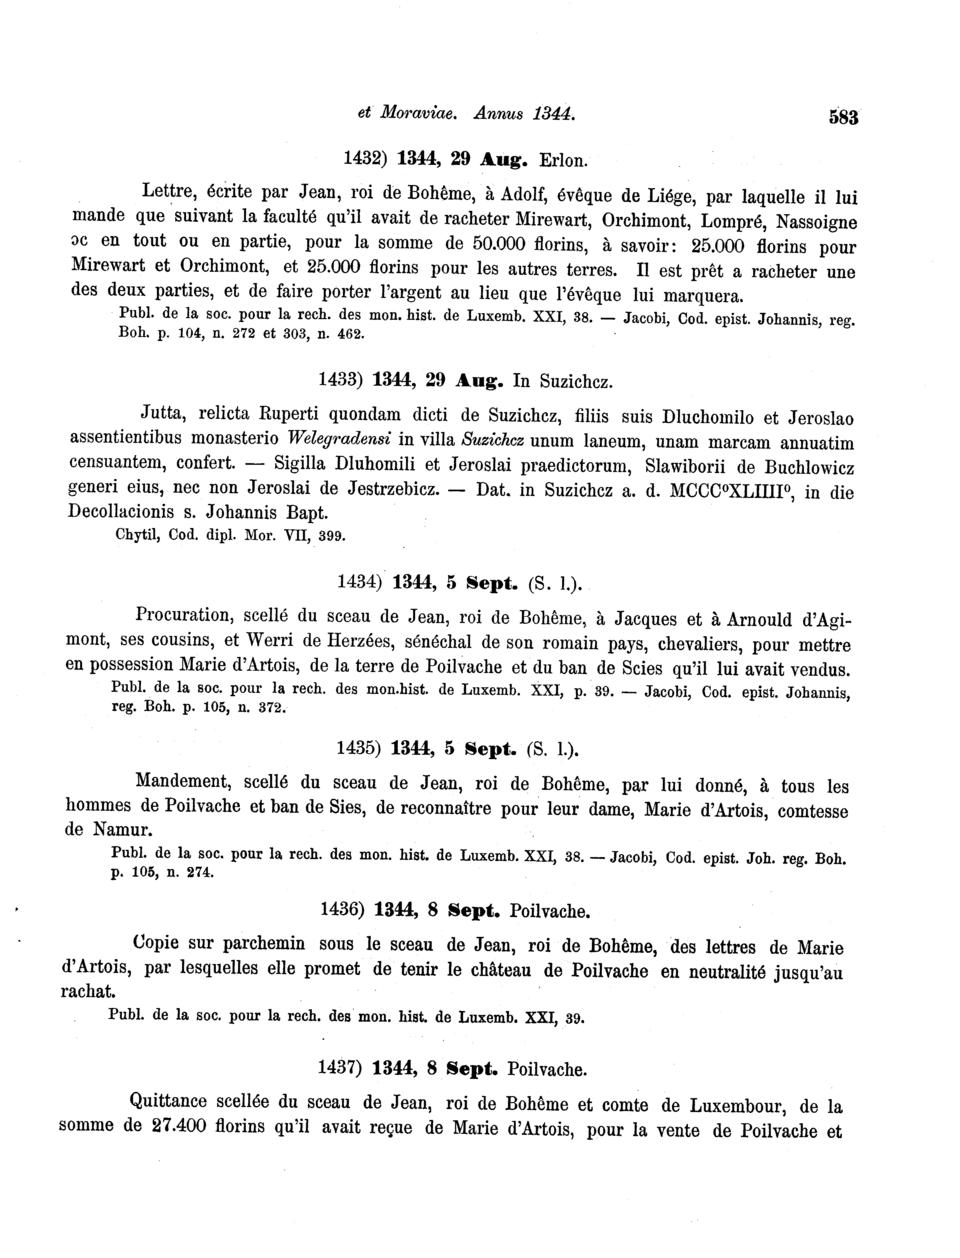 et Moraviae. Annus 1344. 583
1432) 1344, 29 Aug. Erlon.
Lettre, écrite par Jean, roi de Bohême, à Adolf, évêque de Liége, par laquelle il lui
mande que suivant la faculté qu'il avait de racheter Mirewart, Orchimont, Lompré, Nassoigne
ɔc en tout ou en partie, pour la somme de 50.000 florins, à savoir: 25.000 florins pour
Mirewart et Orchimont, et 25.000 florins pour les autres terres. Il est prêt a racheter une
des deux parties, et de faire porter l'argent au lieu que l'évêque lui marquera.
Publ. de la soc. pour la rech. des mon. hist. de Luxemb. XXI, 38. — Jacobi, Cod. epist. Johannis, reg.
Boh. p. 104, n. 272 et 303, n. 462.
1433) 1344, 29 Aug. In Suzichcz.
Jutta, relicta Ruperti quondam dicti de Suzichcz, filiis suis Dluchomilo et Jeroslao
assentientibus monasterio Welegradensi in villa Suzichcz unum laneum, unam marcam annuatim
censuantem, confert. — Sigilla Dluhomili et Jeroslai praedictorum, Slawiborii de Buchlowicz
generi eius, nec non Jeroslai de Jestrzebicz. — Dat. in Suzichcz a. d. MCCC⁰XLIIII⁰, in die
Decollacionis s. Johannis Bapt.
Chytil, Cod. dipl. Mor. VII, 399.
1434) 1344, 5 Sept. (S. l.).
Procuration, scellé du sceau de Jean, roi de Bohême, à Jacques et à Arnould d'Agi-
mont, ses cousins, et Werri de Herzées, sénéchal de son romain pays, chevaliers, pour mettre
en possession Marie d'Artois, de la terre de Poilvache et du ban de Scies qu'il lui avait vendus.
Publ. de la soc. pour la rech. des mon.hist. de Luxemb. XXI, p. 39. — Jacobi, Cod. epist. Johannis,
reg. Boh. p. 105, n. 372.
1435) 1344, 5 Sept. (S. l.).
Mandement, scellé du sceau de Jean, roi de Bohême, par lui donné, à tous les
hommes de Poilvache et ban de Sies, de reconnaître pour leur dame, Marie d'Artois, comtesse
de Namur.
Publ. de la soc. pour la rech. des mon. hist. de Luxemb. XXI, 38. — Jacobi, Cod. epist. Joh. reg. Boh.
p. 105, n. 274.
1436) 1344, 8 Sept. Poilvache.
Copie sur parchemin sous le sceau de Jean, roi de Bohême, des lettres de Marie
d'Artois, par lesquelles elle promet de tenir le château de Poilvache en neutralité jusqu'au
rachat.
Publ. de la soc. pour la rech. des mon. hist. de Luxemb. XXI, 39.
1437) 1344, 8 Sept. Poilvache.
Quittance scellée du sceau de Jean, roi de Bohême et comte de Luxembour, de la
somme de 27.400 florins qu'il avait reçue de Marie d'Artois, pour la vente de Poilvache et